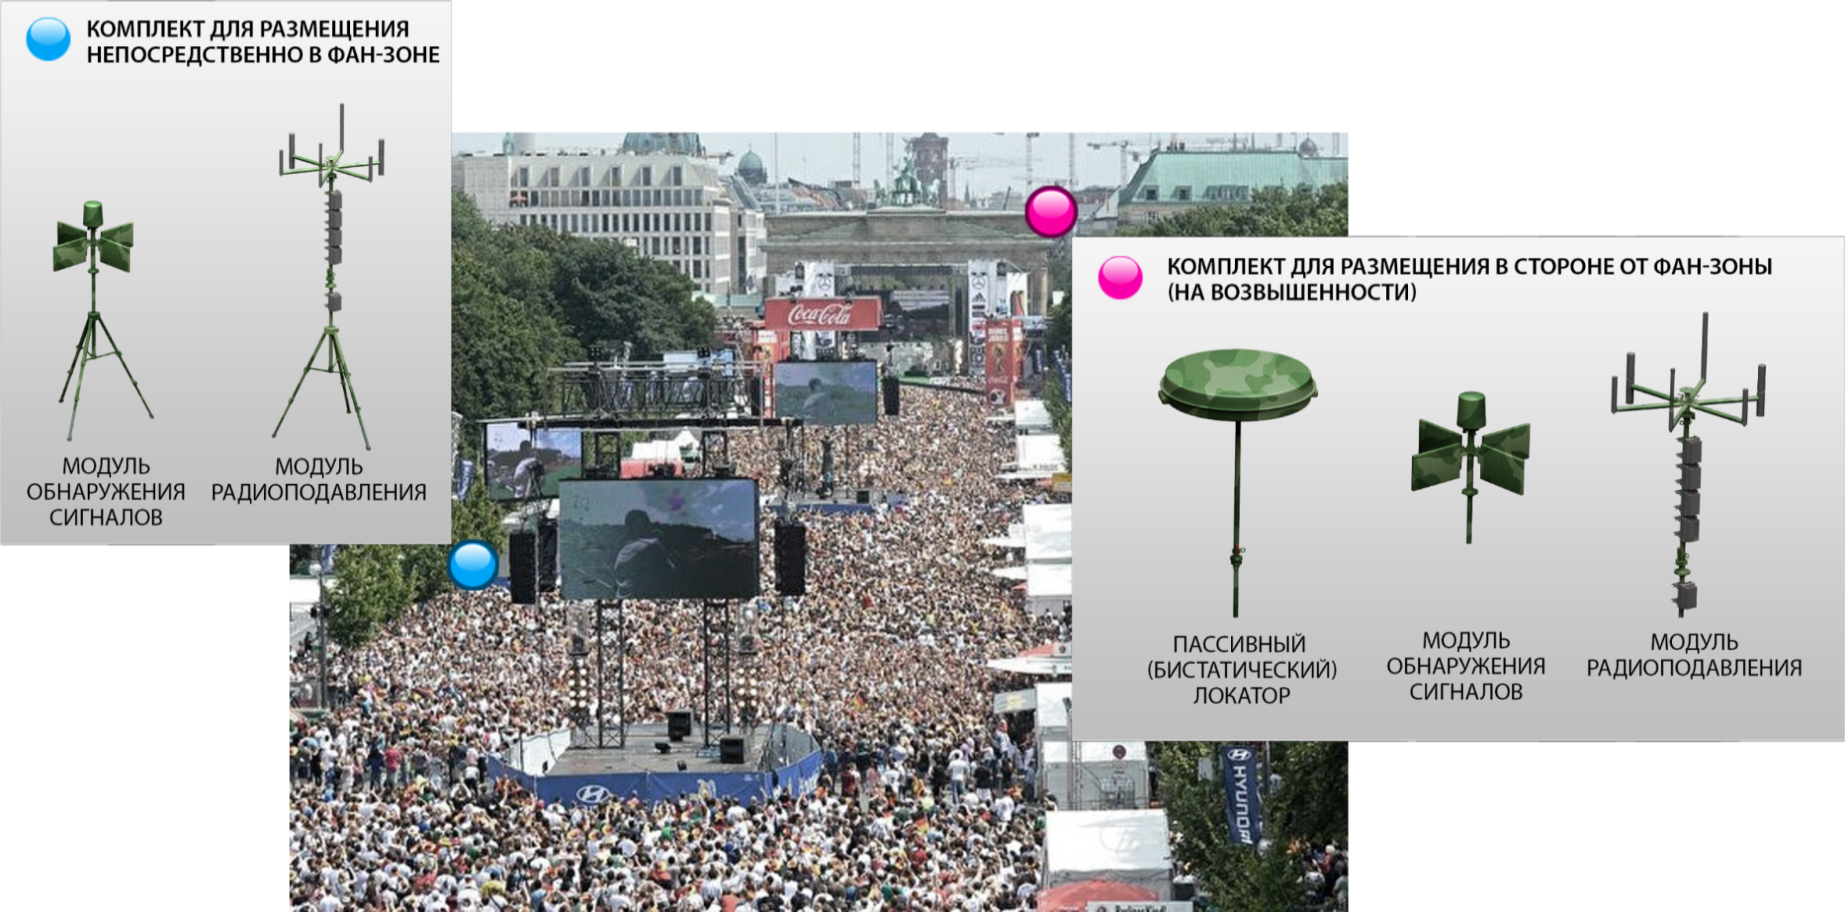 КОМПЛЕКТ ДЛЯ РАЗМЕЩЕНИЯ
НЕПОСРЕДСТВЕННО В ФАН-ЗОНЕ
МОДУЛЬ
ОБНАРУЖЕНИЯ
СИГНАЛОВ
МОДУЛЬ
РАДИОПОДАВЛЕНИЯ
Coca-Cola
КОМПЛЕКТ ДЛЯ РАЗМЕЩЕНИЯ В СТОРОНЕ ОТ ФАН-ЗОНЫ
(НА ВОЗВЫШЕННОСТИ)
ПАССИВНЫЙ
(БИСТАТИЧЕСКИЙ)
ЛОКАТОР
МОДУЛЬ
ОБНАРУЖЕНИЯ
СИГНАЛОВ
МОДУЛЬ
РАДИОПОДАВЛЕНИЯ
HYUNDAI